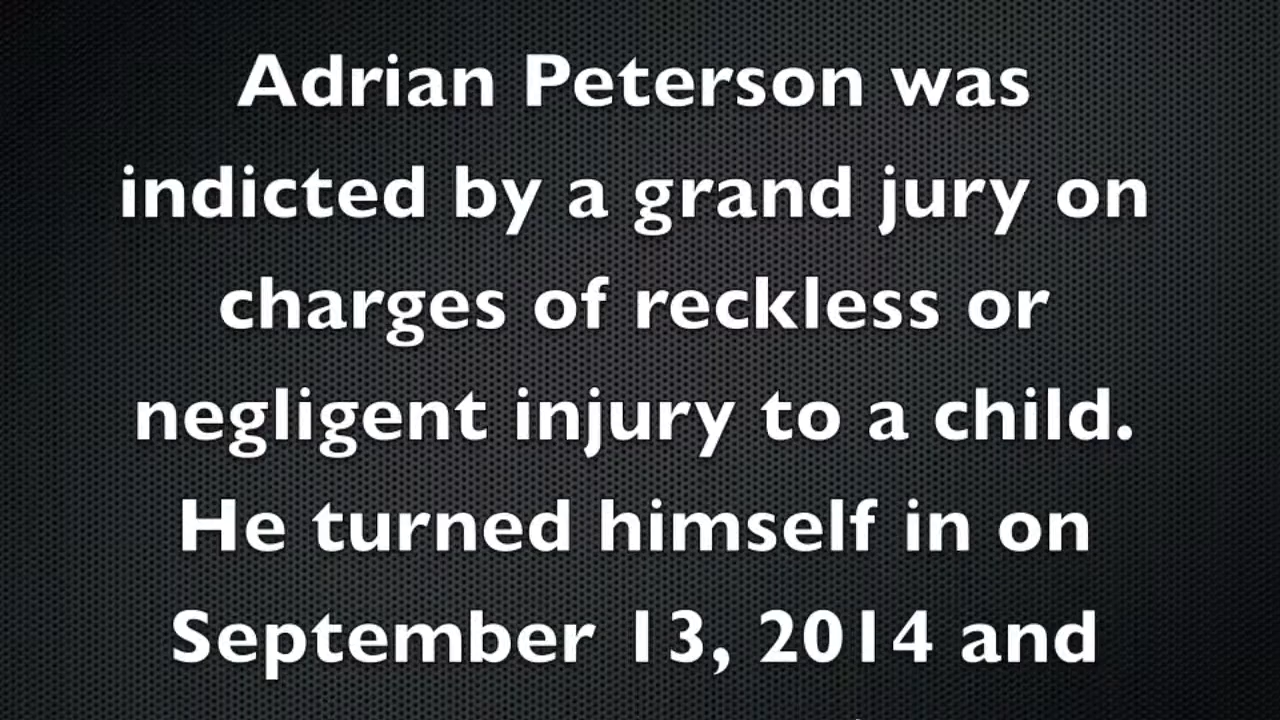 Adrian Peterson was
indicted by a grand jury on
charges of reckless or
negligent injury to a child.
He turned himself in on
September 13, 2014 and